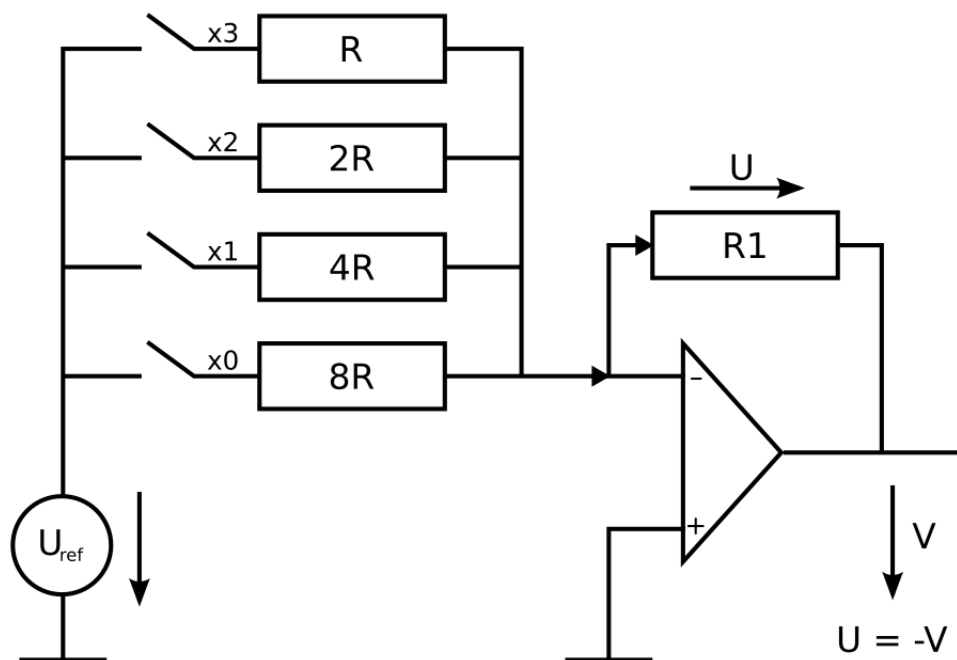 x3
R
x2
2R
U
x1
4R
R1
x0
8R
–
+
Uref
V
U = -V